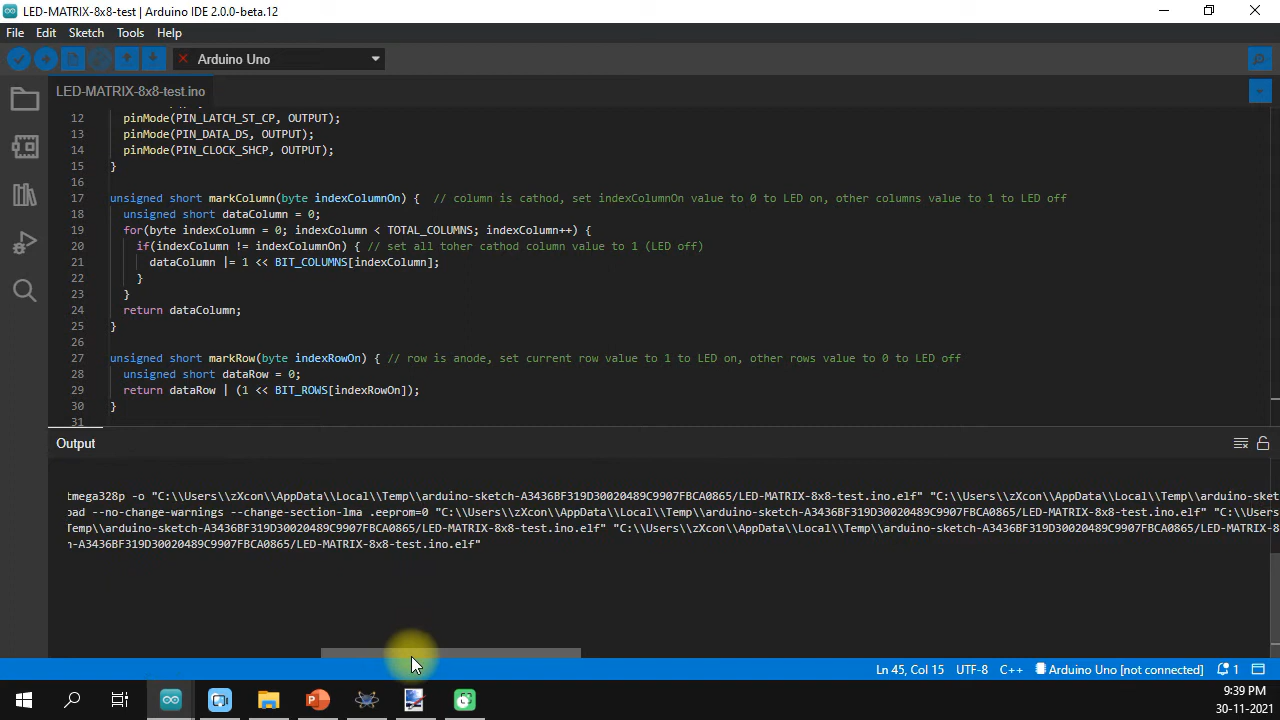 LED-MATRIX-8x8-test | Arduino IDE 2.0.0-beta.12
File Edit Sketch Tools Help
Arduino Uno
LED-MATRIX-8x8-test.ino
12 pinMode(PIN_LATCH_ST_CP, OUTPUT);
13 pinMode(PIN_DATA_DS, OUTPUT);
14 pinMode(PIN_CLOCK_SHCP, OUTPUT);
15 }
16
17 unsigned short markColumn(byte indexColumnOn) { // column is cathod, set indexColumnOn value to 0 to LED on, other columns value to 1 to LED off
18 unsigned short dataColumn = 0;
19 for(byte indexColumn = 0; indexColumn < TOTAL_COLUMNS; indexColumn++) {
20 if(indexColumn != indexColumnOn) { // set all toher cathod column value to 1 (LED off)
21 dataColumn |= 1 << BIT_COLUMNS[indexColumn];
22 }
23 }
24 return dataColumn;
25 }
26
27 unsigned short markRow(byte indexRowOn) { // row is anode, set current row value to 1 to LED on, other rows value to 0 to LED off
28 unsigned short dataRow = 0;
29 return dataRow | (1 << BIT_ROWS[indexRowOn]);
30 }
31
Output
tmega328p -o "C:\\Users\\zXcon\\AppData\\Local\\Temp\\arduino-sketch-A3436BF319D30020489C9907FBCA0865/LED-MATRIX-8x8-test.ino.elf" "C:\\Users\\zXcon\\AppData\\Local\\Temp\\arduino-sketc
oad --no-change-warnings --change-section-lma .eeprom=0 "C:\\Users\\zXcon\\AppData\\Local\\Temp\\arduino-sketch-A3436BF319D30020489C9907FBCA0865/LED-MATRIX-8x8-test.ino.elf" "C:\\Users
Temp\\arduino-sketch-A3436BF319D30020489C9907FBCA0865/LED-MATRIX-8x8-test.ino.elf" "C:\\Users\\zXcon\\AppData\\Local\\Temp\\arduino-sketch-A3436BF319D30020489C9907FBCA0865/LED-MATRIX-8
h-A3436BF319D30020489C9907FBCA0865/LED-MATRIX-8x8-test.ino.elf"
Ln 45, Col 15 UTF-8 C++ Arduino Uno [not connected] 1
9:39 PM
30-11-2021